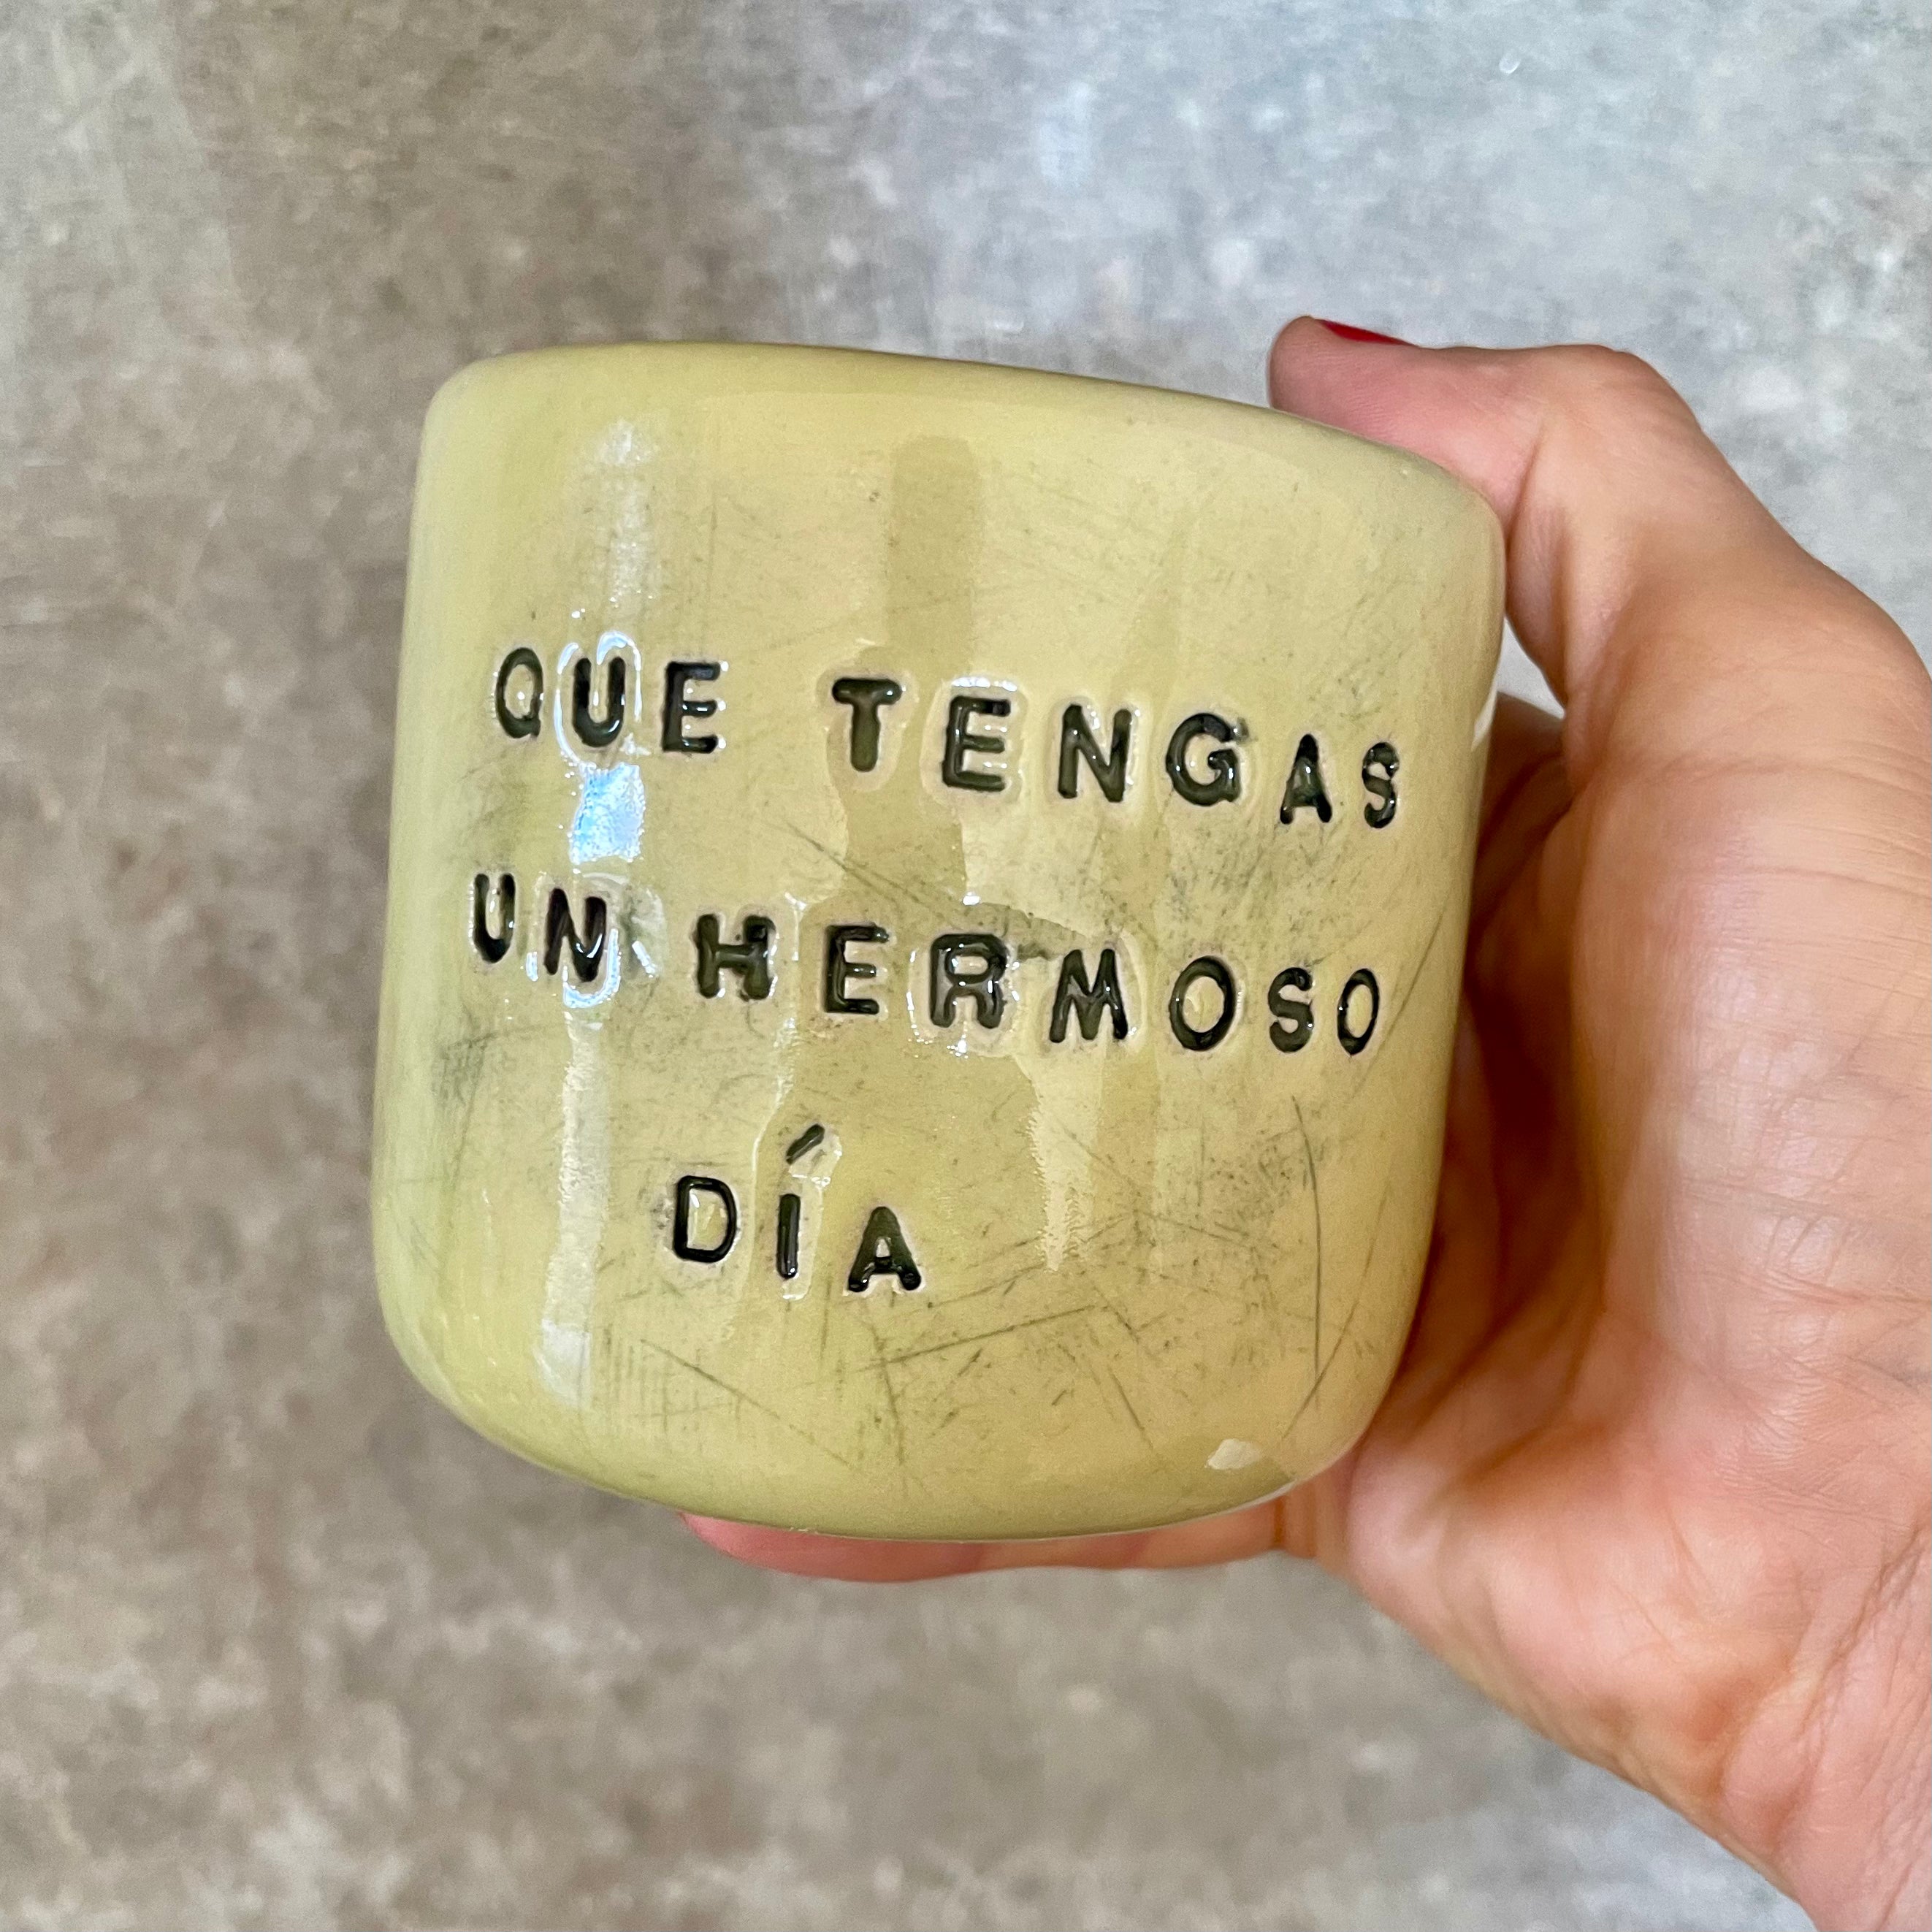 QUE TENGAS
UN HERMOSO
DÍA